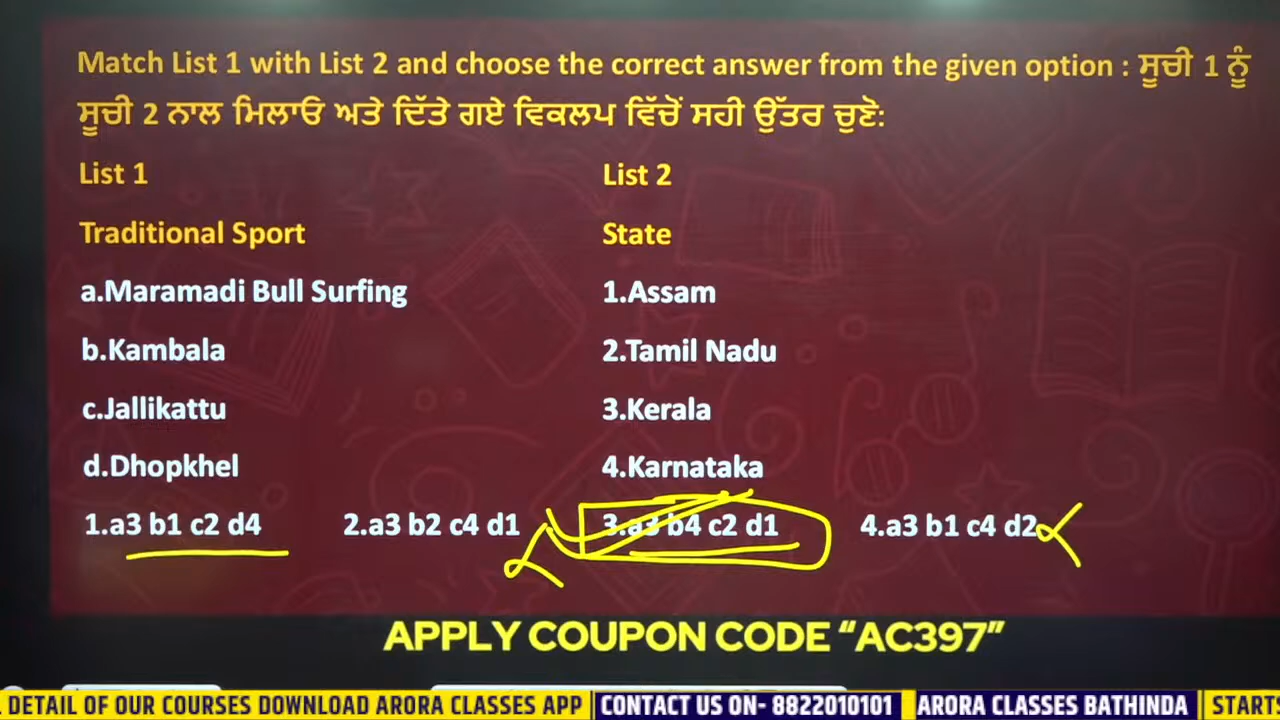 Match List 1 with List 2 and choose the correct answer from the given option : ਸੂਚੀ 1 ਨੂੰ
ਸੂਚੀ 2 ਨਾਲ ਮਿਲਾਓ ਅਤੇ ਦਿੱਤੇ ਗਏ ਵਿਕਲਪ ਵਿੱਚੋਂ ਸਹੀ ਉੱਤਰ ਚੁਣੋ:
List 1 List 2
Traditional Sport State
a.Maramadi Bull Surfing 1.Assam
b.Kambala 2.Tamil Nadu
c.Jallikattu 3.Kerala
d.Dhopkhel 4.Karnataka
1.a3 b1 c2 d4 2.a3 b2 c4 d1 3.a3 b4 c2 d1 4.a3 b1 c4 d2
APPLY COUPON CODE “AC397”
DETAIL OF OUR COURSES DOWNLOAD ARORA CLASSES APP CONTACT US ON- 8822010101 ARORA CLASSES BATHINDA STARTS